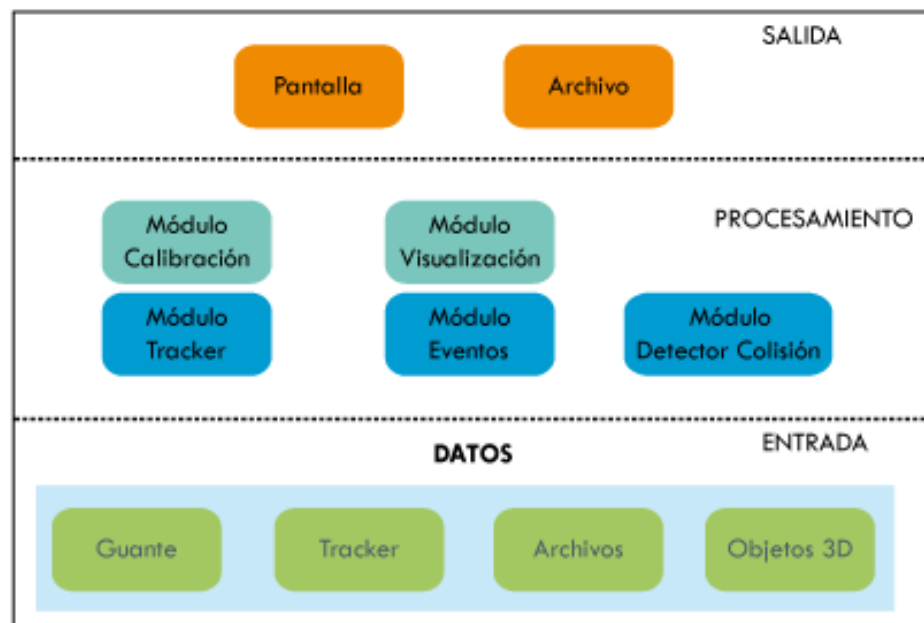 SALIDA
Pantalla
Archivo
PROCESAMIENTO
Módulo
Calibración
Módulo
Visualización
Módulo
Tracker
Módulo
Eventos
Módulo
Detector Colisión
ENTRADA
DATOS
Guante
Tracker
Archivos
Objetos 3D